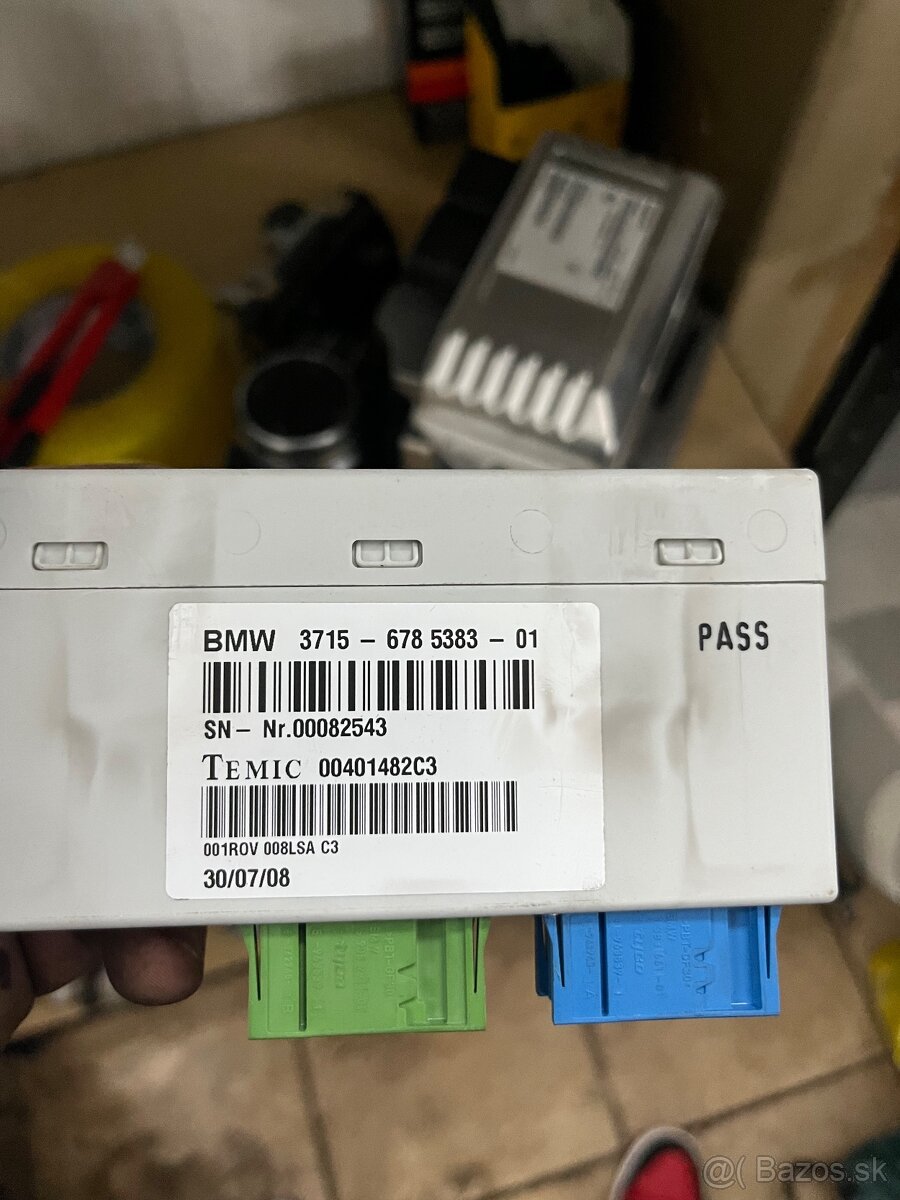 BMW 3715 - 678 5383 - 01
PASS
SN - Nr.00082543
TEMIC 00401482C3
001ROV 008LSA C3
30/07/08
@( Bazos.sk